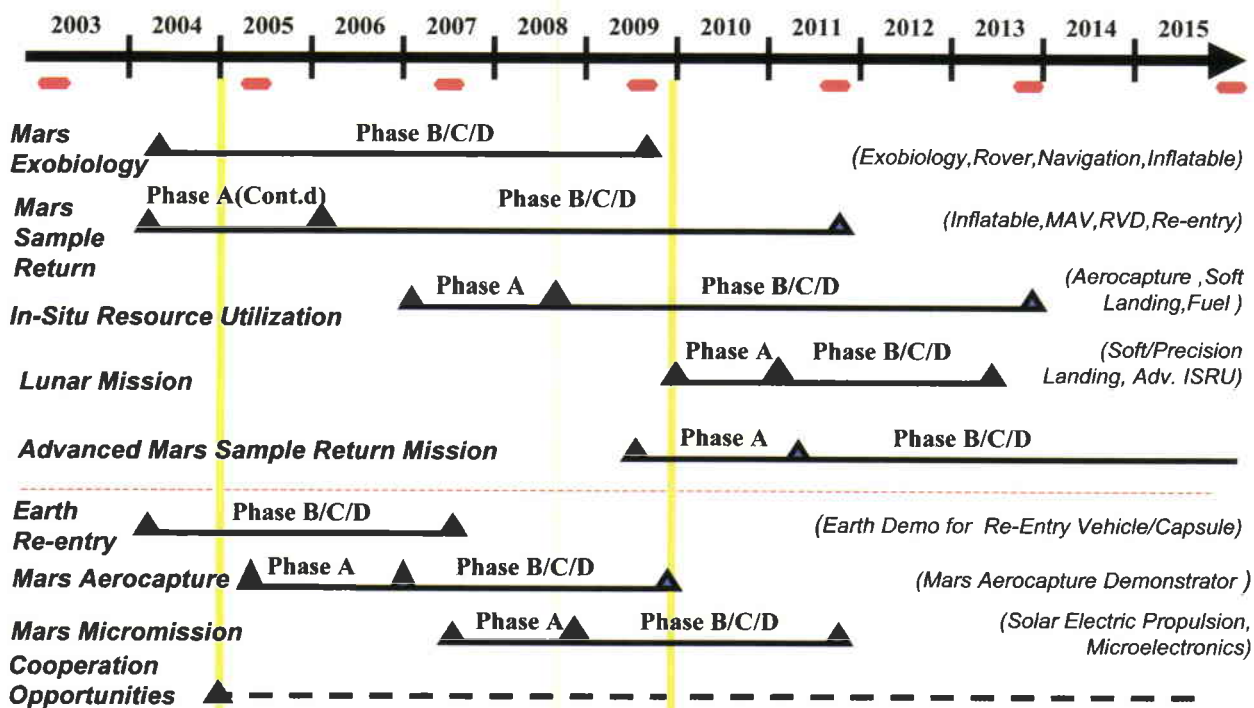 2003 2004 2005 2006 2007 2008 2009 2010 2011 2013 2014 2015
Mars
Exobiology
Phase B/C/D
(Exobiology,Rover,Navigation,Inflatable)
Mars
Sample
Return
Phase A(Cont.d)
Phase B/C/D
(Inflatable,MAV,RVD,Re-entry)
In-Situ Resource Utilization
Phase A
Phase B/C/D
(Aerocapture ,Soft
Landing,Fuel )
Lunar Mission
Phase A
Phase B/C/D
(Soft/Precision
Landing, Adv. ISRU)
Advanced Mars Sample Return Mission
Phase A
Phase B/C/D
Earth
Re-entry
Phase B/C/D
(Earth Demo for Re-Entry Vehicle/Capsule)
Mars Aerocapture
Phase A
Phase B/C/D
(Mars Aerocapture Demonstrator )
Mars Micromission
Phase A
Phase B/C/D
(Solar Electric Propulsion,
Microelectronics)
Cooperation
Opportunities